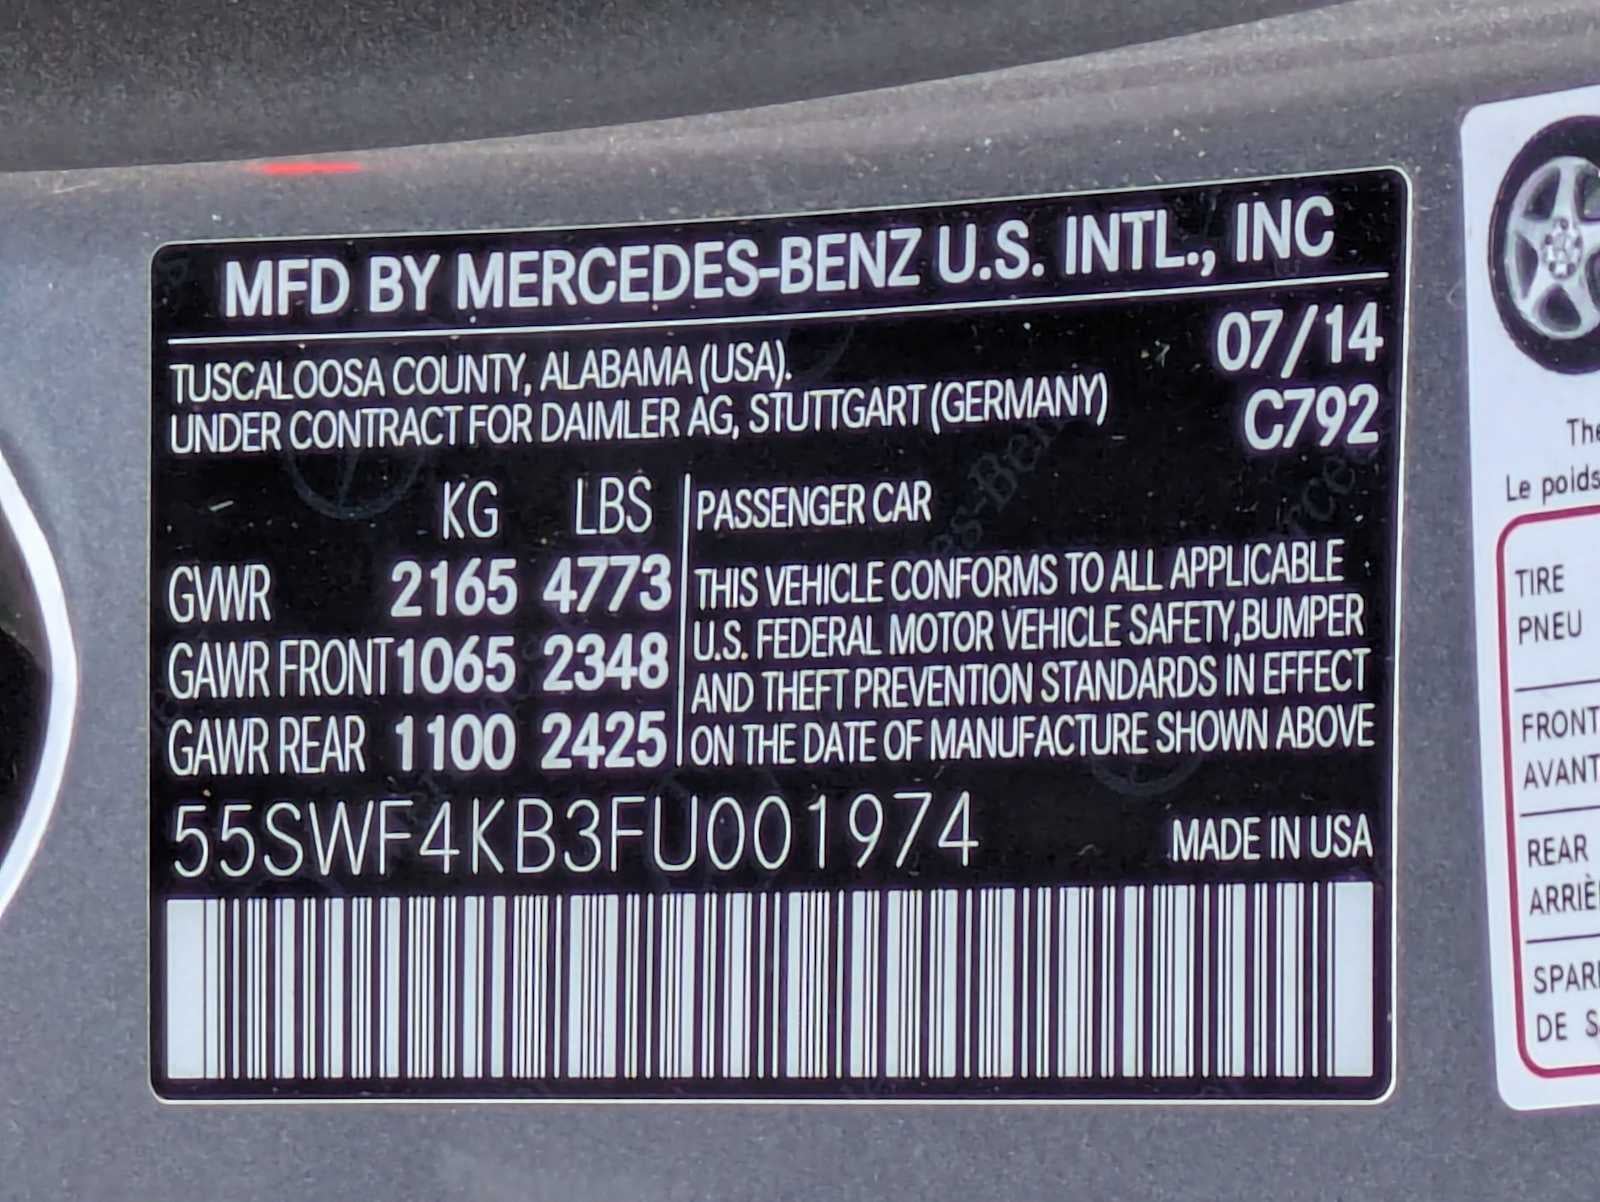 MFD BY MERCEDES-BENZ U.S. INTL., INC
TUSCALOOSA COUNTY, ALABAMA (USA).
UNDER CONTRACT FOR DAIMLER AG, STUTTGART (GERMANY)
07/14
C792
KG LBS
GVWR 2165 4773
GAWR FRONT 1065 2348
GAWR REAR 1100 2425
PASSENGER CAR
THIS VEHICLE CONFORMS TO ALL APPLICABLE
U.S. FEDERAL MOTOR VEHICLE SAFETY,BUMPER
AND THEFT PREVENTION STANDARDS IN EFFECT
ON THE DATE OF MANUFACTURE SHOWN ABOVE
55SWF4KB3FU001974
MADE IN USA
The
Le poids
TIRE
PNEU
FRONT
AVANT
REAR
DE